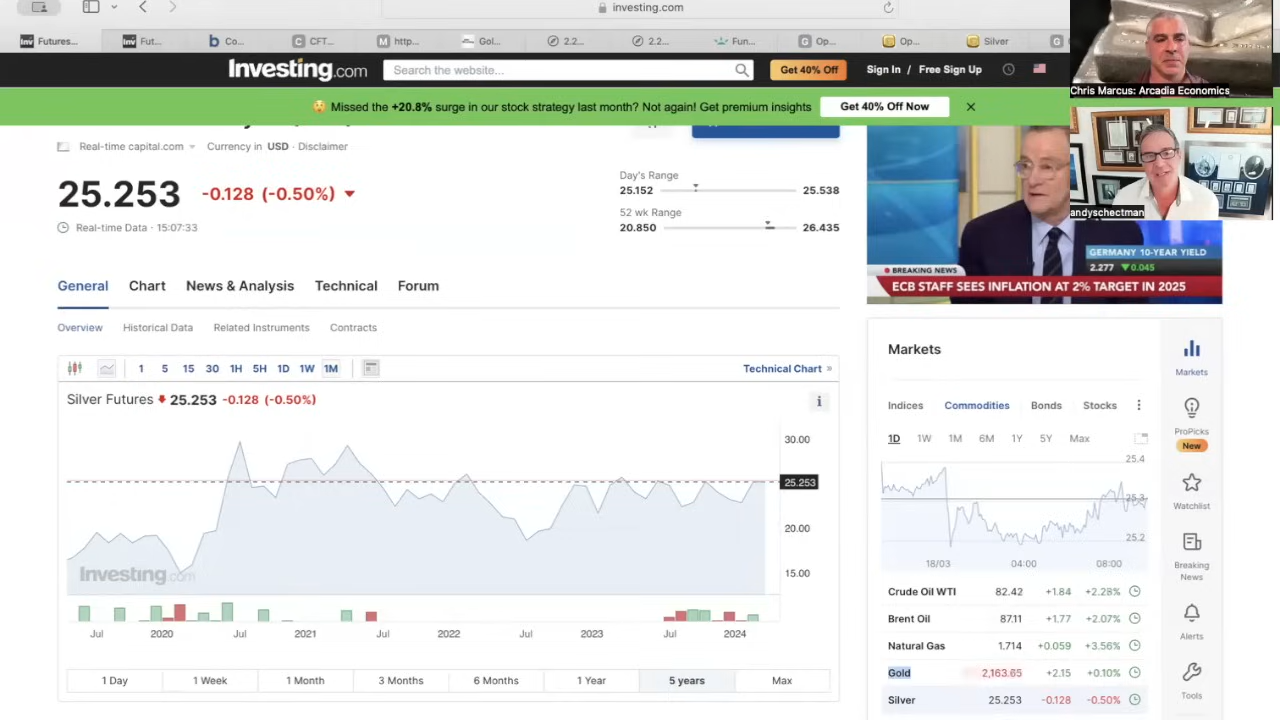 investing.com
Futures...
Fut...
Co...
CFT...
http...
Gol...
2.2...
2.2...
Fun...
Op...
Op...
Silver
Investing.com
Search the website...
Get 40% Off
Sign In / Free Sign Up
Chris Marcus: Arcadia Economics
Missed the +20.8% surge in our stock strategy last month? Not again! Get premium insights
Get 40% Off Now
andyschectman
Real-time capital.com
Currency in USD · Disclaimer
25.253
-0.128 (-0.50%)
Real-time Data · 15:07:33
Day's Range
25.152
25.538
52 wk Range
20.850
26.435
GERMANY 10-YEAR YIELD
2.277 ▼0.045
BREAKING NEWS
ECB STAFF SEES INFLATION AT 2% TARGET IN 2025
General
Chart
News & Analysis
Technical
Forum
Overview
Historical Data
Related Instruments
Contracts
1
5
15
30
1H
5H
1D
1W
1M
Technical Chart »
Silver Futures 25.253 -0.128 (-0.50%)
i
30.00
25.253
20.00
15.00
Investing.com
Jul
2020
Jul
2021
Jul
2022
Jul
2023
Jul
2024
1 Day
1 Week
1 Month
3 Months
6 Months
1 Year
5 years
Max
Markets
Indices
Commodities
Bonds
Stocks
1D
1W
1M
6M
1Y
5Y
Max
25.4
25.3
25.2
18/03
04:00
08:00
Crude Oil WTI 82.42 +1.84 +2.28%
Brent Oil 87.11 +1.77 +2.07%
Natural Gas 1.714 +0.059 +3.56%
Gold 2,163.65 +2.15 +0.10%
Silver 25.253 -0.128 -0.50%
Markets
ProPicks
New
Watchlist
Breaking
News
Alerts
Tools